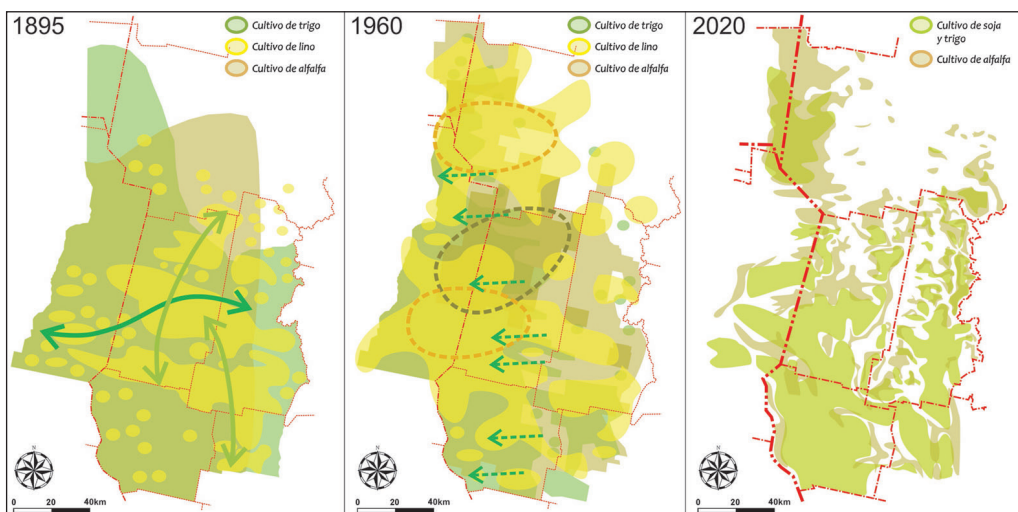 1895
Cultivo de trigo
Cultivo de lino
Cultivo de alfalfa
N
0 20 40km
1960
Cultivo de trigo
Cultivo de lino
Cultivo de alfalfa
N
0 20 40km
2020
Cultivo de soja
y trigo
Cultivo de alfalfa
N
0 20 40km